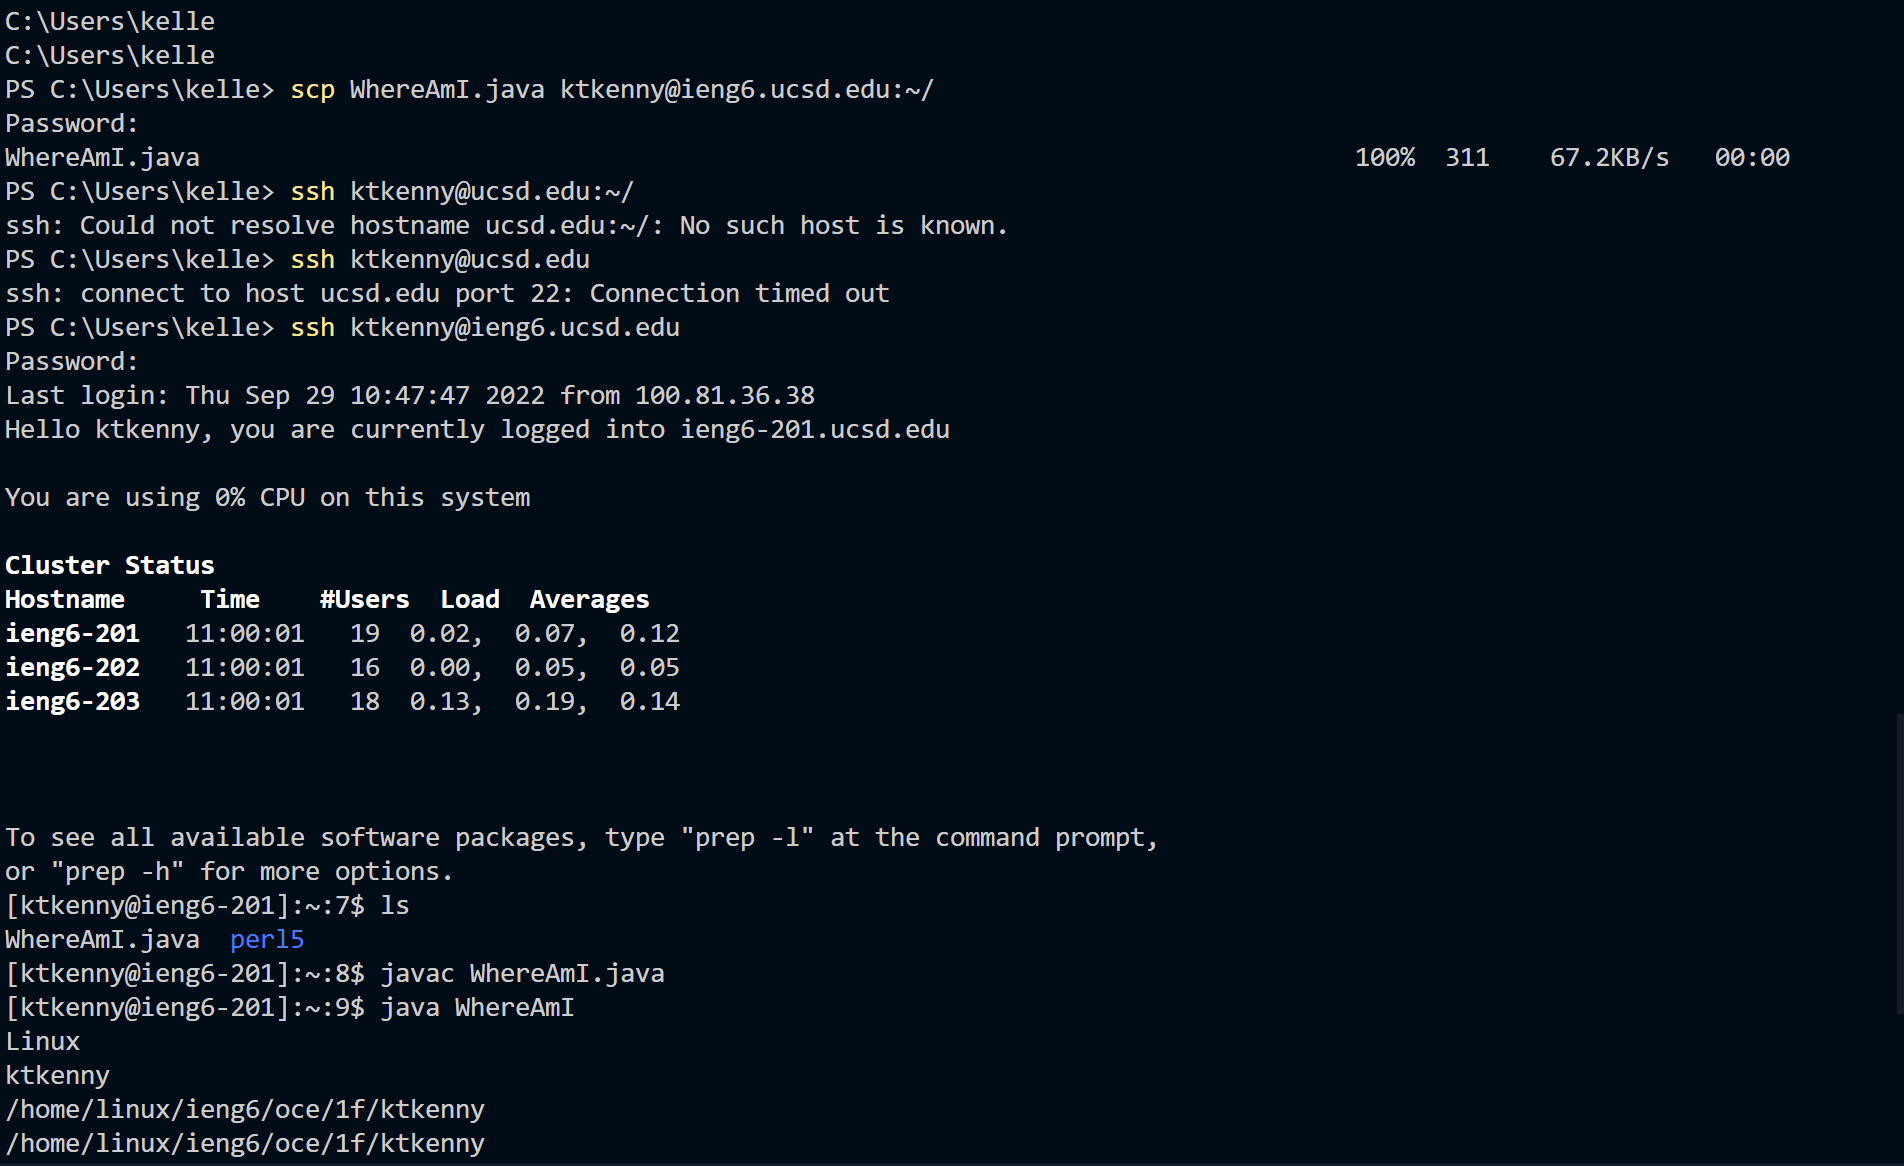 C:\Users\kelle
C:\Users\kelle
PS C:\Users\kelle> scp WhereAmI.java ktkenny@ieng6.ucsd.edu:~/
Password:
WhereAmI.java 100% 311 67.2KB/s 00:00
PS C:\Users\kelle> ssh ktkenny@ucsd.edu:~/
ssh: Could not resolve hostname ucsd.edu:~/: No such host is known.
PS C:\Users\kelle> ssh ktkenny@ucsd.edu
ssh: connect to host ucsd.edu port 22: Connection timed out
PS C:\Users\kelle> ssh ktkenny@ieng6.ucsd.edu
Password:
Last login: Thu Sep 29 10:47:47 2022 from 100.81.36.38
Hello ktkenny, you are currently logged into ieng6-201.ucsd.edu
You are using 0% CPU on this system
Cluster Status
Hostname Time #Users Load Averages
ieng6-201 11:00:01 19 0.02, 0.07, 0.12
ieng6-202 11:00:01 16 0.00, 0.05, 0.05
ieng6-203 11:00:01 18 0.13, 0.19, 0.14
To see all available software packages, type "prep -l" at the command prompt,
or "prep -h" for more options.
[ktkenny@ieng6-201]:~:7$ ls
WhereAmI.java perl5
[ktkenny@ieng6-201]:~:8$ javac WhereAmI.java
[ktkenny@ieng6-201]:~:9$ java WhereAmI
Linux
ktkenny
/home/linux/ieng6/oce/1f/ktkenny
/home/linux/ieng6/oce/1f/ktkenny